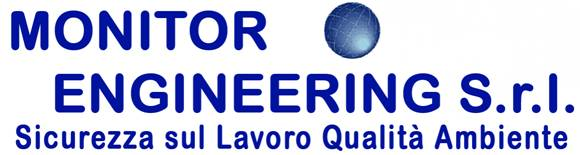 MONITOR
ENGINEERING S.r.l.
Sicurezza sul Lavoro Qualità Ambiente